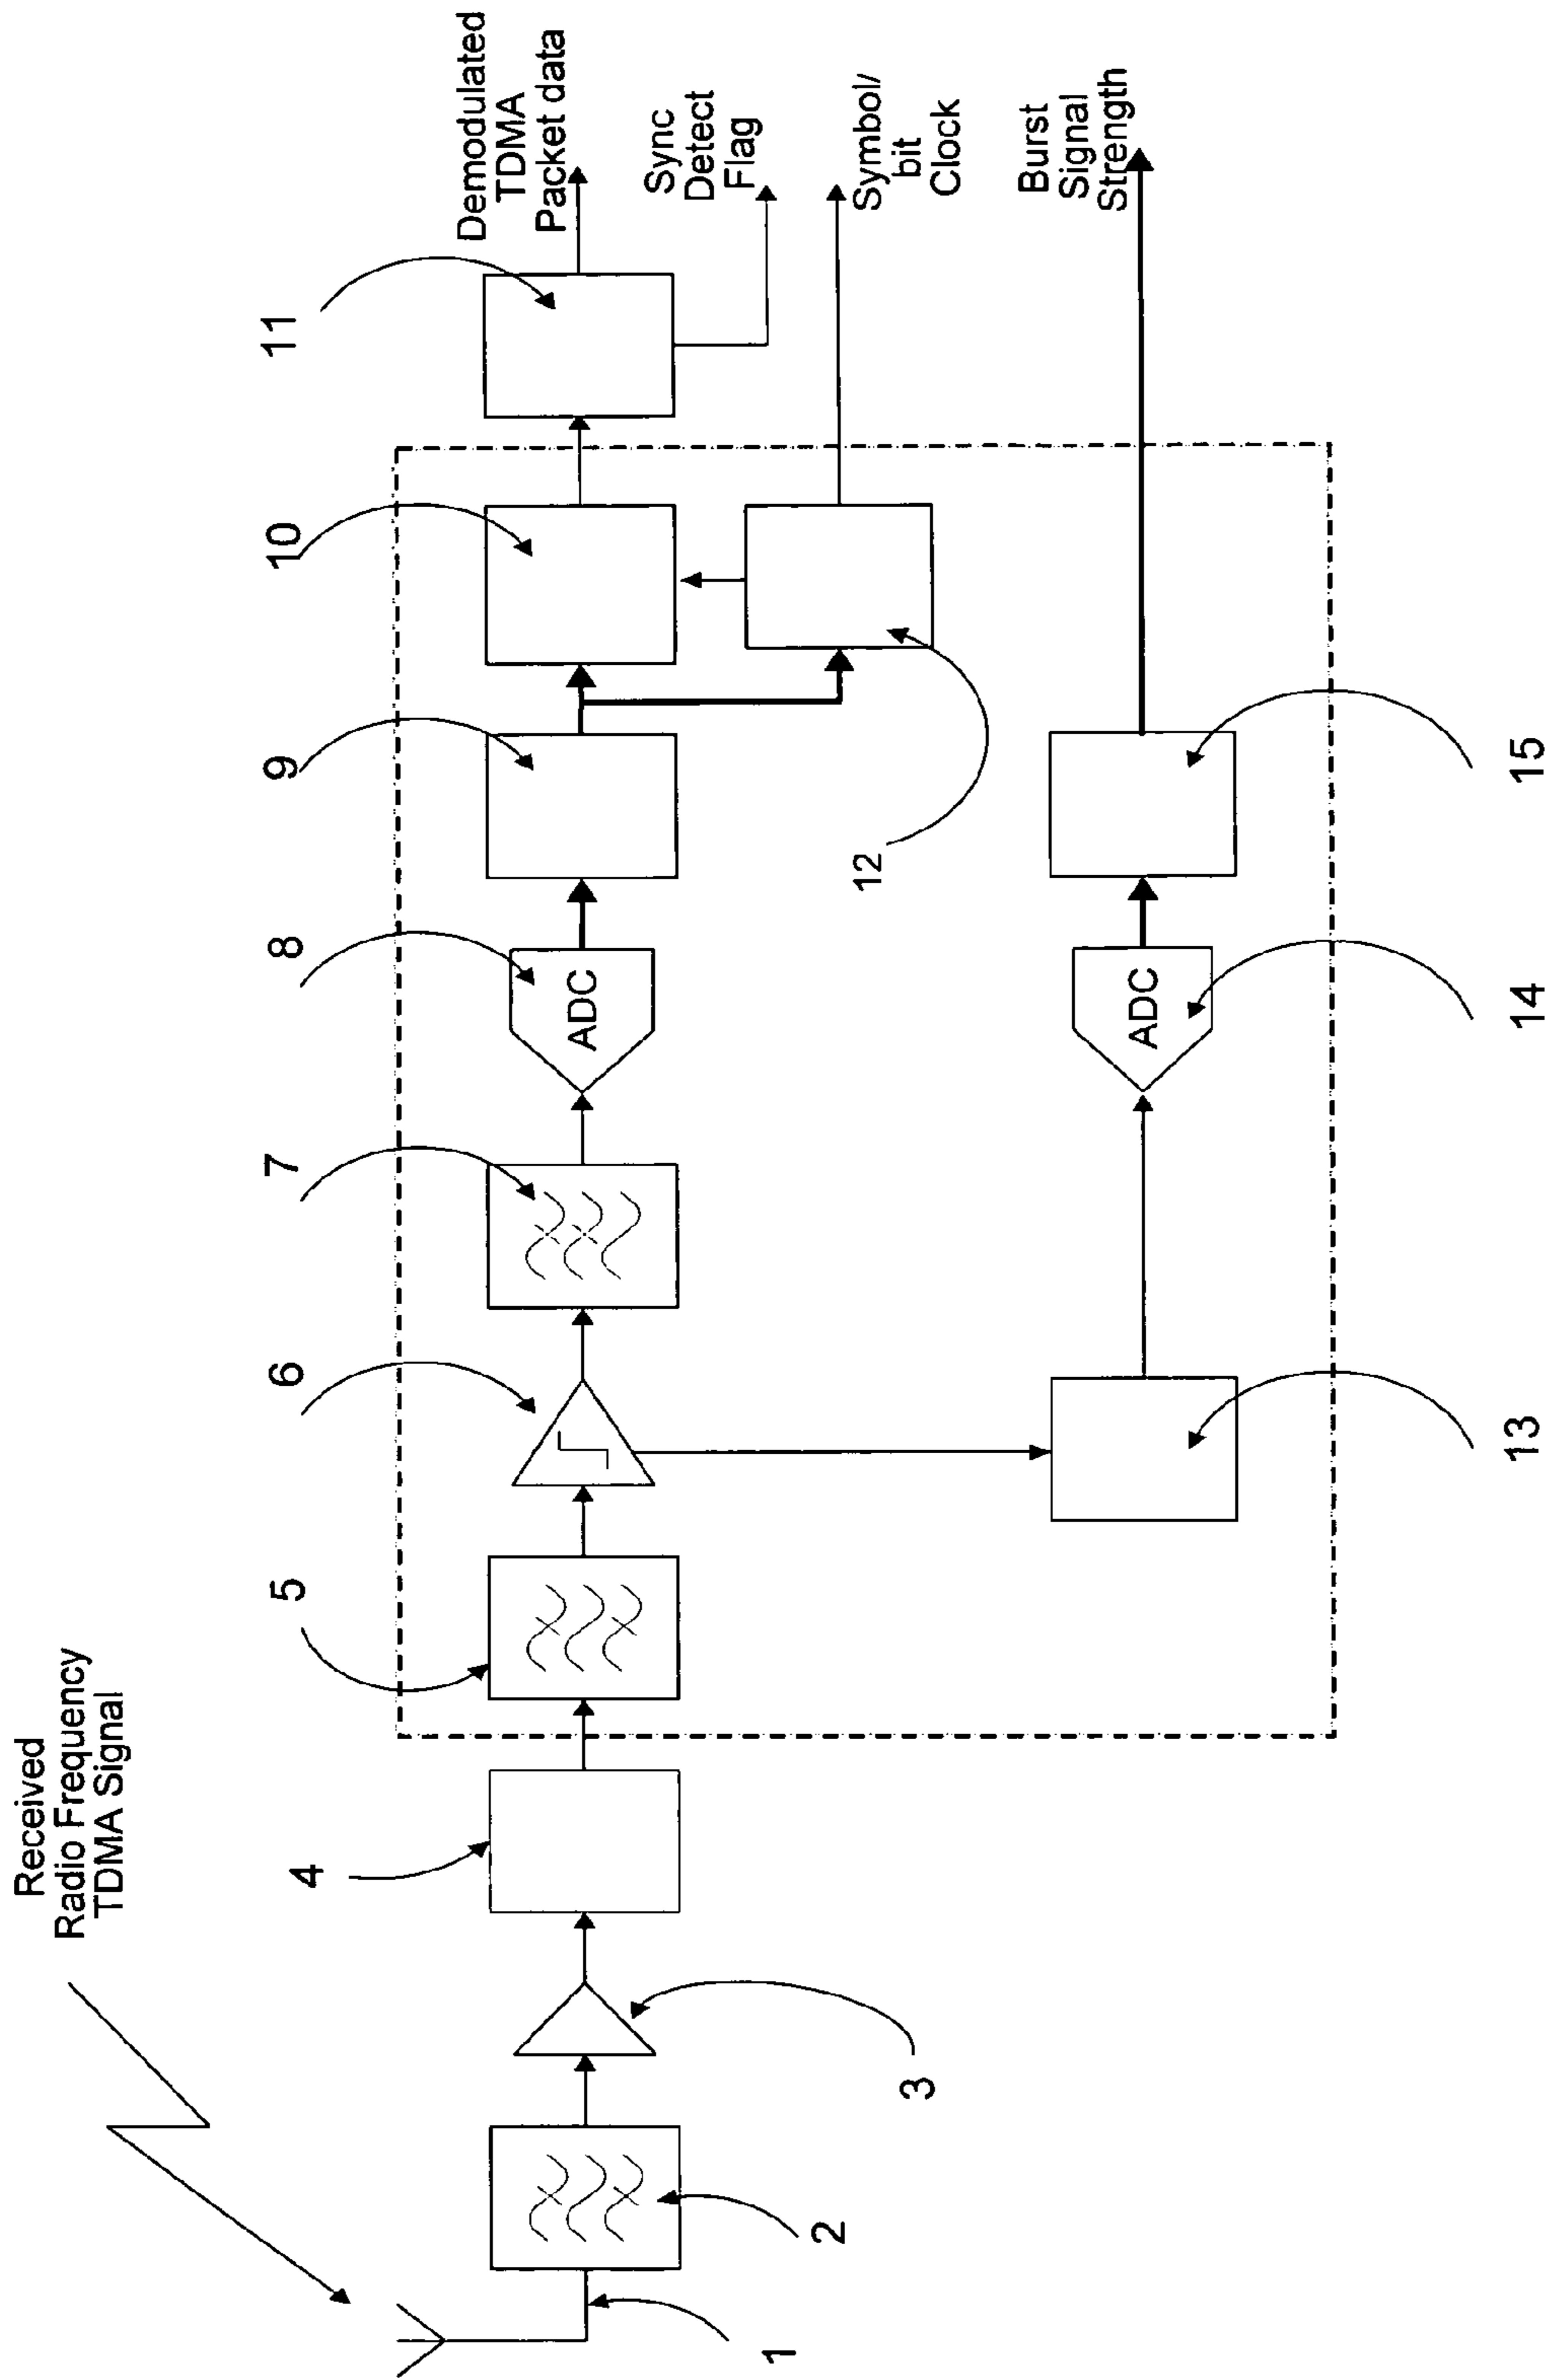 Received
Radio Frequency
TDMA Signal
1
2
3
4
5
6
7
8
ADC
9
10
11
12
13
14
ADC
15
Demodulated
TDMA
Packet data
Sync
Detect
Flag
Symbol/
bit
Clock
Burst
Signal
Strength